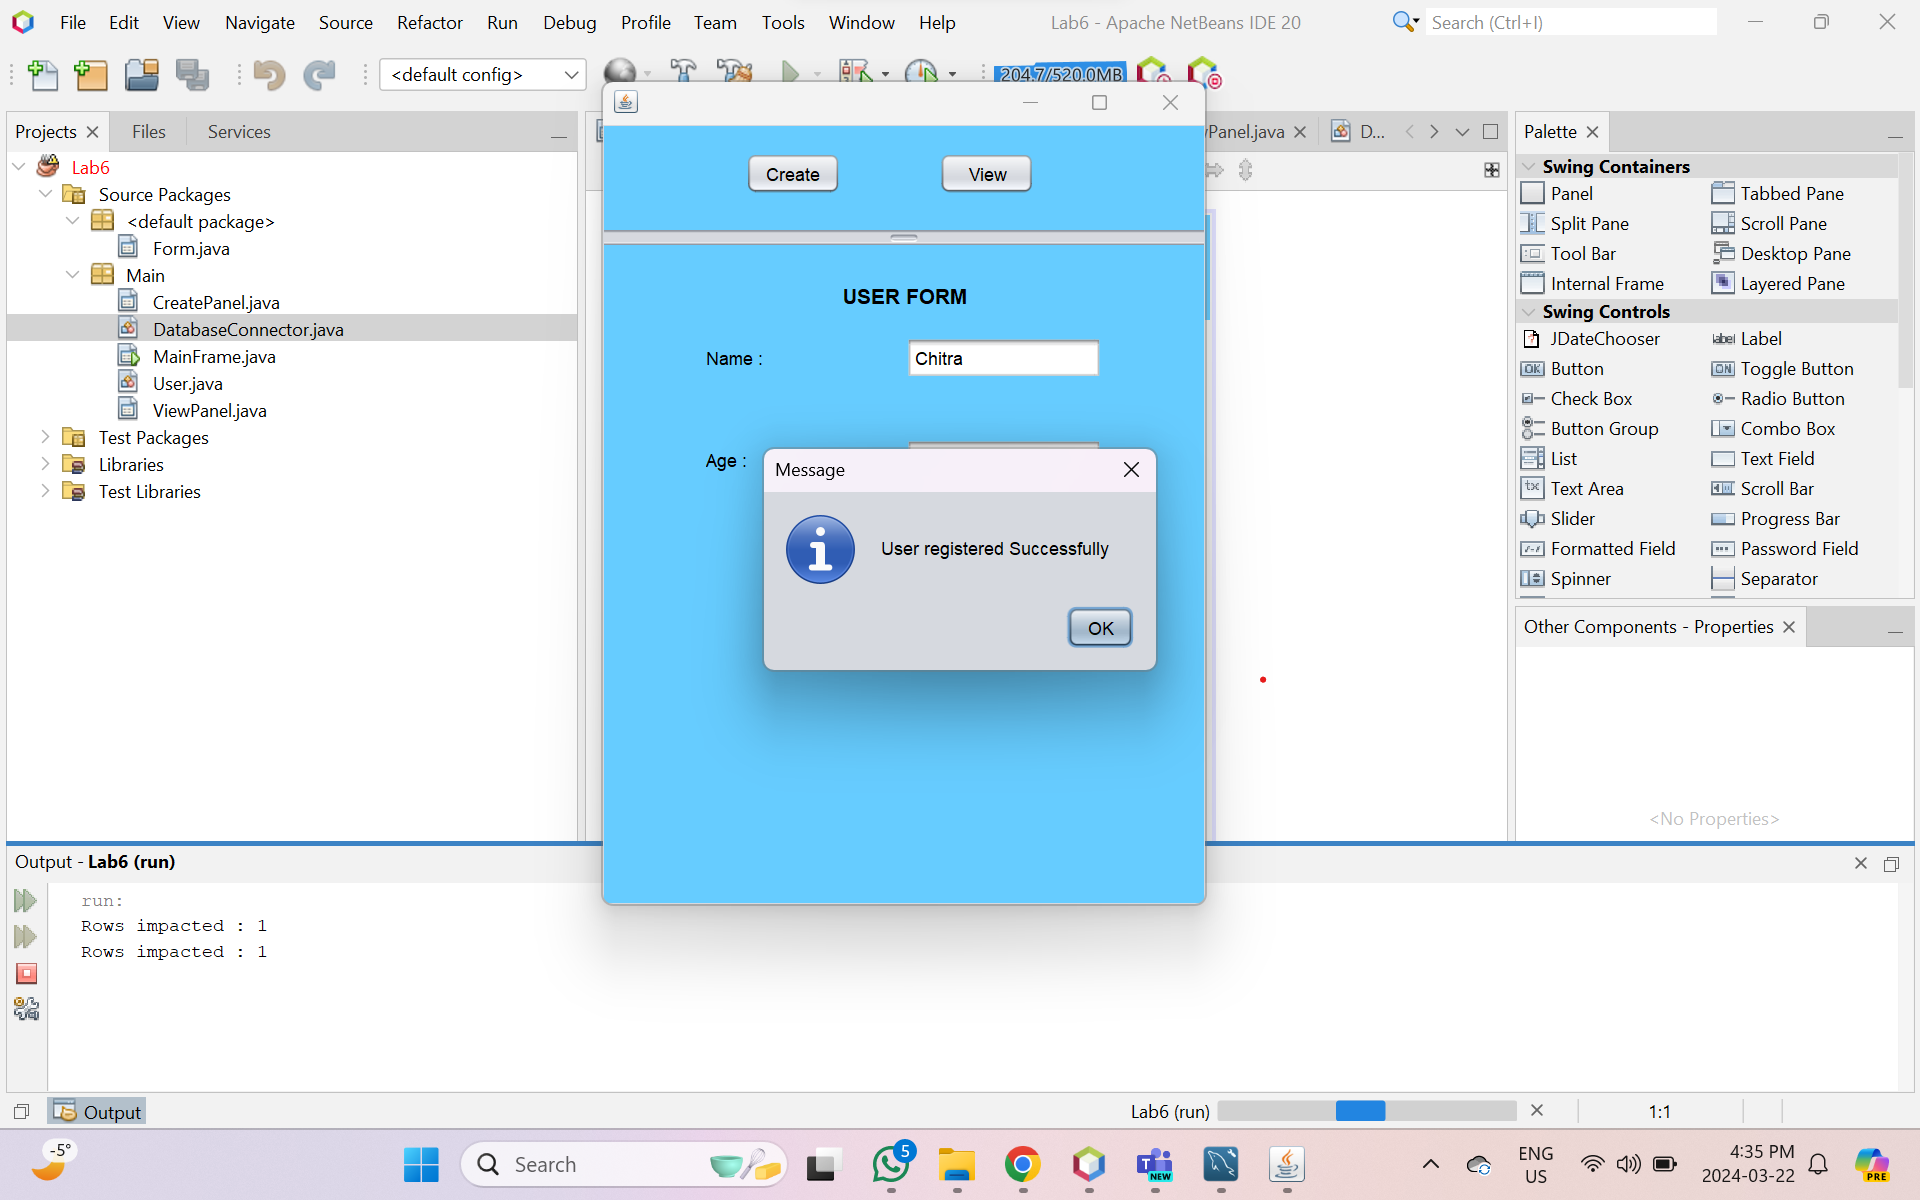 File Edit View Navigate Source Refactor Run Debug Profile Team Tools Window Help
Lab6 - Apache NetBeans IDE 20
Search (Ctrl+I)
<default config>
204.7/520.0MB
Projects
Files
Services
Lab6
Source Packages
<default package>
Form.java
Main
CreatePanel.java
DatabaseConnector.java
MainFrame.java
User.java
ViewPanel.java
Test Packages
Libraries
Test Libraries
Create
View
USER FORM
Name :
Chitra
Age :
Message
User registered Successfully
OK
Panel.java
D...
Palette
Swing Containers
Panel
Tabbed Pane
Split Pane
Scroll Pane
Tool Bar
Desktop Pane
Internal Frame
Layered Pane
Swing Controls
JDateChooser
label Label
OK Button
ON Toggle Button
Check Box
Radio Button
Button Group
Combo Box
List
Text Field
Text Area
Scroll Bar
Slider
Progress Bar
Formatted Field
Password Field
Spinner
Separator
Other Components - Properties
<No Properties>
Output - Lab6 (run)
run:
Rows impacted : 1
Rows impacted : 1
Output
Lab6 (run)
1:1
-5°
Search
5
NEW
ENG
US
4:35 PM
2024-03-22
PRE